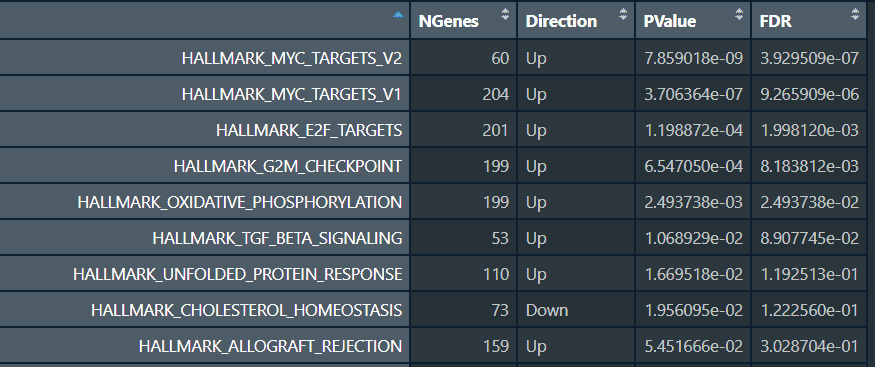 NGenes Direction PValue FDR
HALLMARK_MYC_TARGETS_V2 60 Up 7.859018e-09 3.929509e-07
HALLMARK_MYC_TARGETS_V1 204 Up 3.706364e-07 9.265909e-06
HALLMARK_E2F_TARGETS 201 Up 1.198872e-04 1.998120e-03
HALLMARK_G2M_CHECKPOINT 199 Up 6.547050e-04 8.183812e-03
HALLMARK_OXIDATIVE_PHOSPHORYLATION 199 Up 2.493738e-03 2.493738e-02
HALLMARK_TGF_BETA_SIGNALING 53 Up 1.068929e-02 8.907745e-02
HALLMARK_UNFOLDED_PROTEIN_RESPONSE 110 Up 1.669518e-02 1.192513e-01
HALLMARK_CHOLESTEROL_HOMEOSTASIS 73 Down 1.956095e-02 1.222560e-01
HALLMARK_ALLOGRAFT_REJECTION 159 Up 5.451666e-02 3.028704e-01